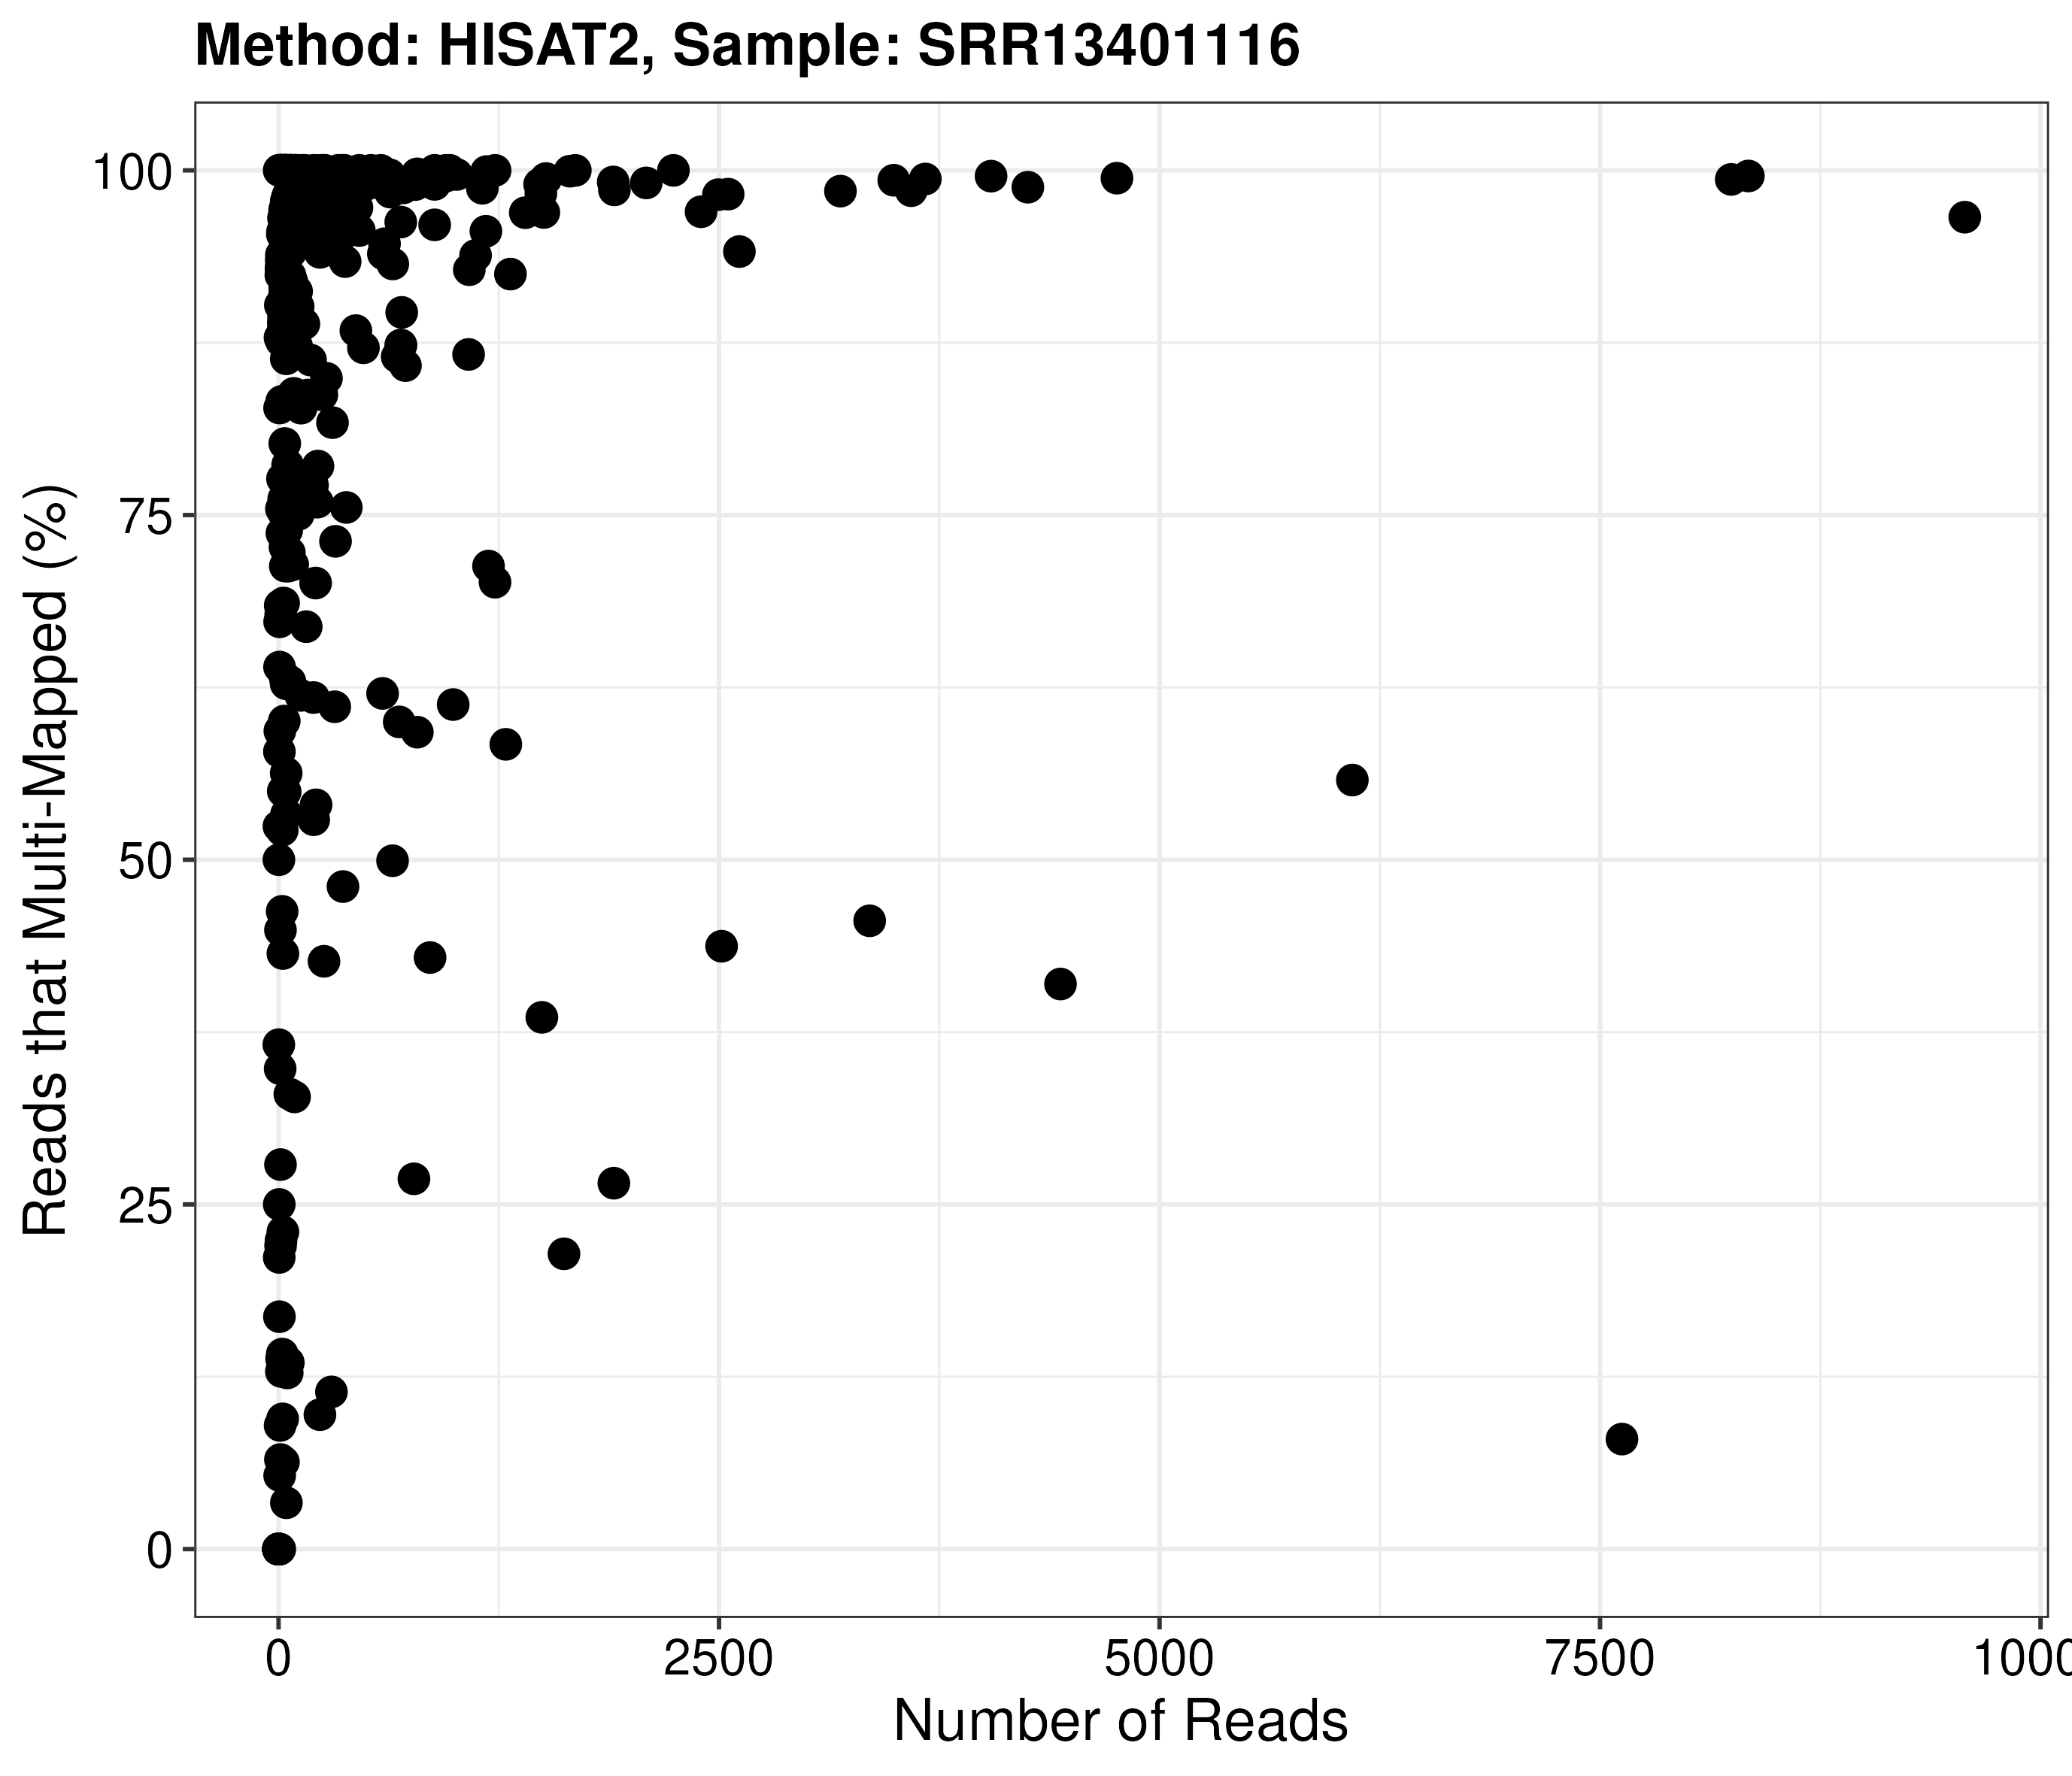 Method: HISAT2, Sample: SRR13401116
Reads that Multi-Mapped (%)
100
75
50
25
0
0 2500 5000 7500 1000
Number of Reads